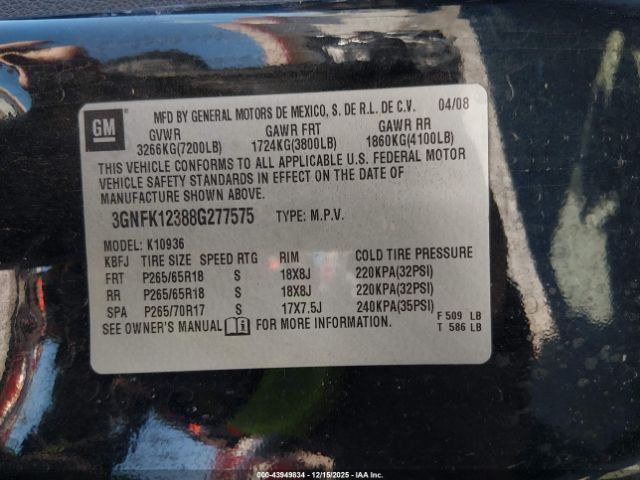 GM
MFD BY GENERAL MOTORS DE MEXICO, S. DE R.L. DE C.V. 04/08
GVWR GAWR FRT GAWR RR
3266KG(7200LB) 1724KG(3800LB) 1860KG(4100LB)
THIS VEHICLE CONFORMS TO ALL APPLICABLE U.S. FEDERAL MOTOR
VEHICLE SAFETY STANDARDS IN EFFECT ON THE DATE OF
MANUFACTURE SHOWN ABOVE.
3GNFK12388G277575 TYPE: M.P.V.
MODEL: K10936
KBFJ TIRE SIZE SPEED RTG RIM COLD TIRE PRESSURE
FRT P265/65R18 S 18X8J 220KPA(32PSI)
RR P265/65R18 S 18X8J 220KPA(32PSI)
SPA P265/70R17 S 17X7.5J 240KPA(35PSI)
SEE OWNER'S MANUAL FOR MORE INFORMATION. F 509 LB
T 586 LB
000-43949834 - 12/15/2025 - IAAI.com